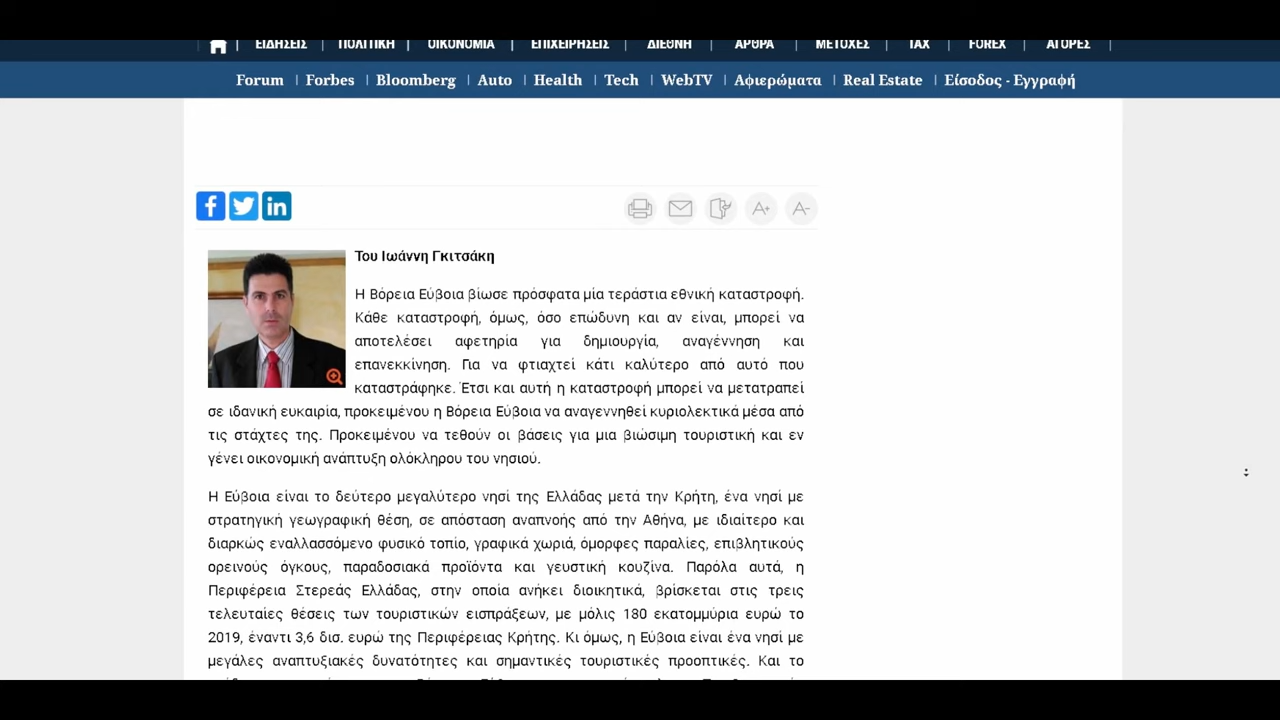 ΕΙΔΗΣΕΙΣ | ΠΟΛΙΤΙΚΗ | ΟΙΚΟΝΟΜΙΑ | ΕΠΙΧΕΙΡΗΣΕΙΣ | ΔΙΕΘΝΗ | ΑΡΘΡΑ | ΜΕΤΟΧΕΣ | TAX | FOREX | ΑΓΟΡΕΣ |
Forum | Forbes | Bloomberg | Auto | Health | Tech | WebTV | Αφιερώματα | Real Estate | Είσοδος - Εγγραφή
f in A+ A-
Του Ιωάννη Γκιτσάκη
Η Βόρεια Εύβοια βίωσε πρόσφατα μία τεράστια εθνική καταστροφή.
Κάθε καταστροφή, όμως, όσο επώδυνη και αν είναι, μπορεί να
αποτελέσει αφετηρία για δημιουργία, αναγέννηση και
επανεκκίνηση. Για να φτιαχτεί κάτι καλύτερο από αυτό που
καταστράφηκε. Έτσι και αυτή η καταστροφή μπορεί να μετατραπεί
σε ιδανική ευκαιρία, προκειμένου η Βόρεια Εύβοια να αναγεννηθεί κυριολεκτικά μέσα από
τις στάχτες της. Προκειμένου να τεθούν οι βάσεις για μια βιώσιμη τουριστική και εν
γένει οικονομική ανάπτυξη ολόκληρου του νησιού.
Η Εύβοια είναι το δεύτερο μεγαλύτερο νησί της Ελλάδας μετά την Κρήτη, ένα νησί με
στρατηγική γεωγραφική θέση, σε απόσταση αναπνοής από την Αθήνα, με ιδιαίτερο και
διαρκώς εναλλασσόμενο φυσικό τοπίο, γραφικά χωριά, όμορφες παραλίες, επιβλητικούς
ορεινούς όγκους, παραδοσιακά προϊόντα και γευστική κουζίνα. Παρόλα αυτά, η
Περιφέρεια Στερεάς Ελλάδας, στην οποία ανήκει διοικητικά, βρίσκεται στις τρεις
τελευταίες θέσεις των τουριστικών εισπράξεων, με μόλις 180 εκατομμύρια ευρώ το
2019, έναντι 3,6 δισ. ευρώ της Περιφέρειας Κρήτης. Κι όμως, η Εύβοια είναι ένα νησί με
μεγάλες αναπτυξιακές δυνατότητες και σημαντικές τουριστικές προοπτικές. Και το